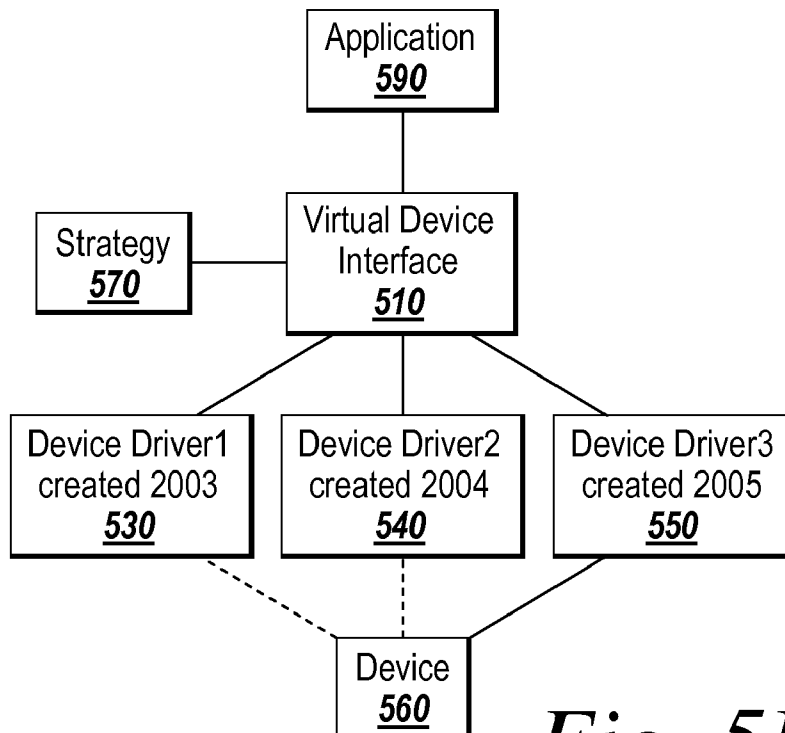 Application
590
Virtual Device
Interface
510
Strategy
570
Device Driver1
created 2003
530
Device Driver2
created 2004
540
Device Driver3
created 2005
550
Device
560